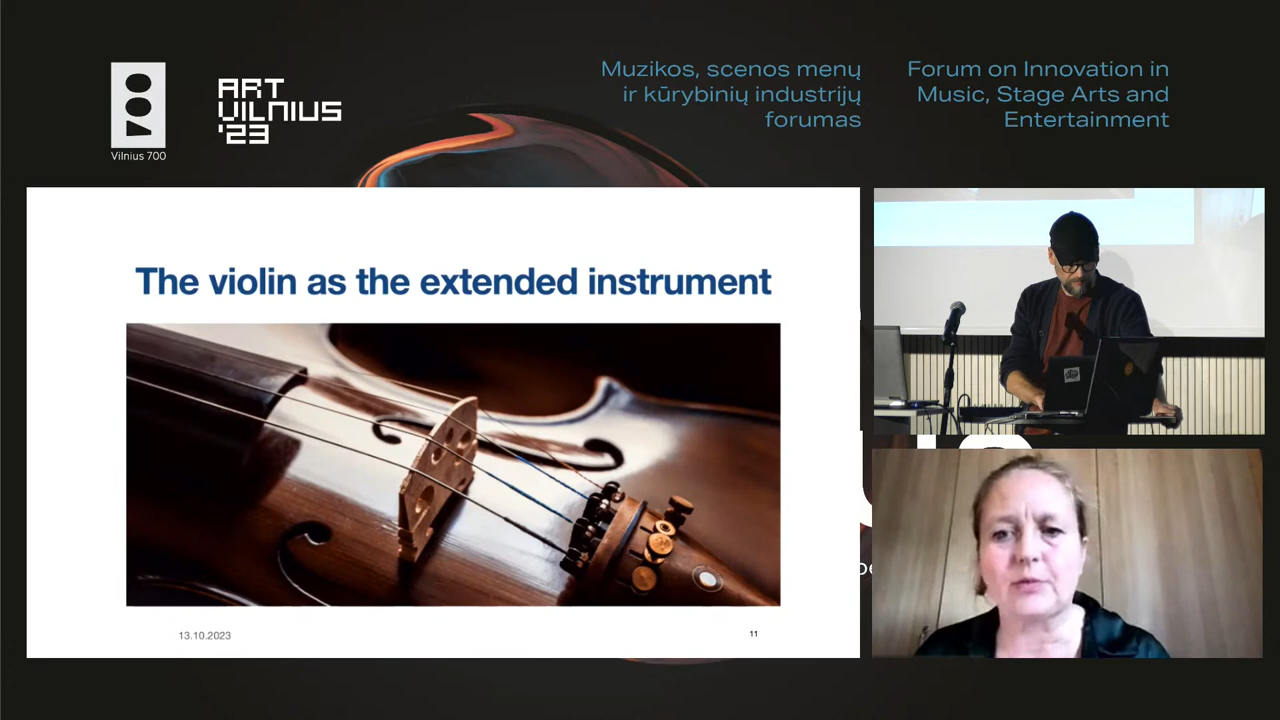 Vilnius 700
ART
VILNIUS
'23
Muzikos, scenos menų
ir kūrybinių industrijų
forumas
Forum on Innovation in
Music, Stage Arts and
Entertainment
The violin as the extended instrument
13.10.2023
11